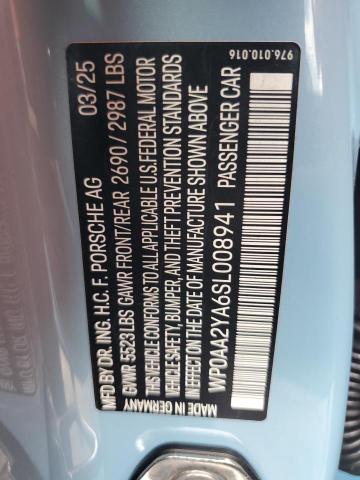 976.010.016
MFD BY DR. ING. H.C. F. PORSCHE AG 03/25
GVWR 5523 LBS GAWR FRONT/REAR 2690/2987 LBS
THIS VEHICLE CONFORMS TO ALL APPLICABLE U.S.FEDERAL MOTOR
VEHICLE SAFETY, BUMPER, AND THEFT PREVENTION STANDARDS
IN EFFECT ON THE DATE OF MANUFACTURE SHOWN ABOVE
WP0AA2YA6SL008941 PASSENGER CAR
MADE IN GERMANY